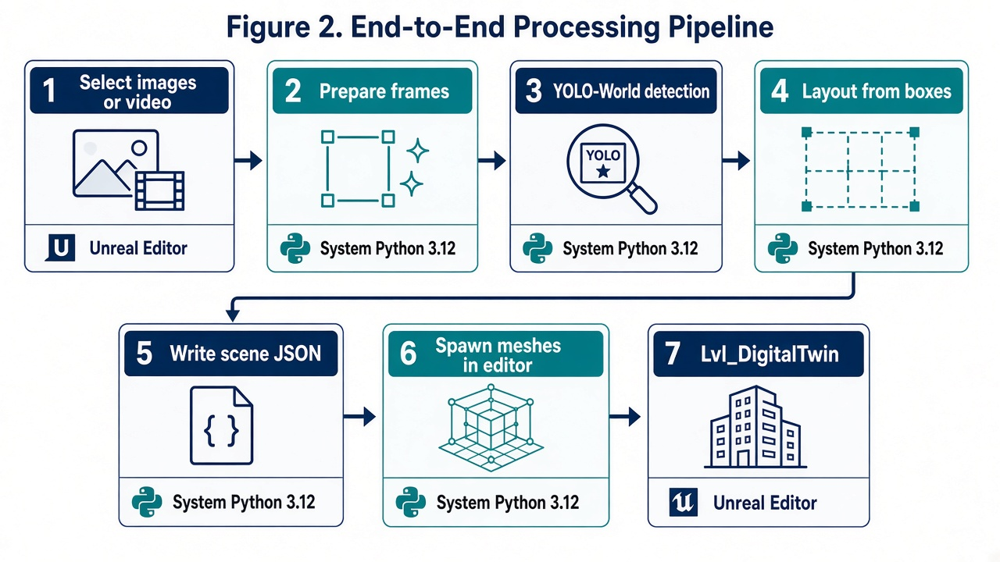 Figure 2. End-to-End Processing Pipeline
1 Select images
or video
Unreal Editor
2 Prepare frames
System Python 3.12
3 YOLO-World detection
YOLO
System Python 3.12
4 Layout from boxes
System Python 3.12
5 Write scene JSON
{ }
System Python 3.12
6 Spawn meshes
in editor
System Python 3.12
7 Lvl_DigitalTwin
Unreal Editor